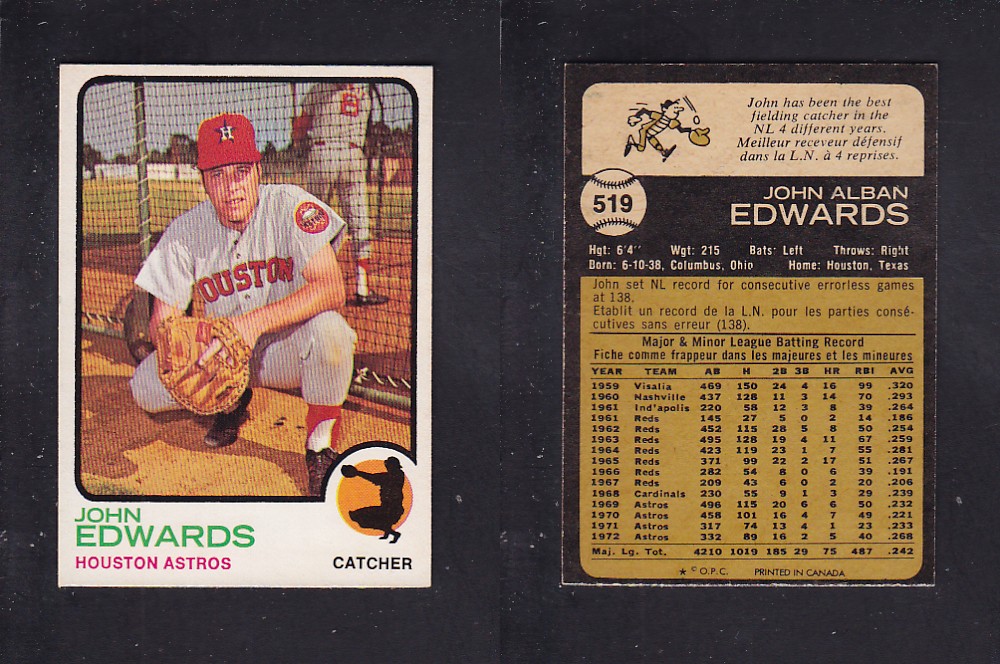 H
HOUSTON
JOHN
EDWARDS
HOUSTON ASTROS
CATCHER
John has been the best
fielding catcher in the
NL 4 different years.
Meilleur receveur défensif
dans la L.N. à 4 reprises.
519
JOHN ALBAN
EDWARDS
Hgt: 6'4" Wgt: 215 Bats: Left Throws: Right
Born: 6-10-38, Columbus, Ohio Home: Houston, Texas
John set NL record for consecutive errorless games
at 138.
Etablit un record de la L.N. pour les parties consé-
cutives sans erreur (138).
Major & Minor League Batting Record
Fiche comme frappeur dans les majeures et les mineures
YEAR TEAM AB H 2B 3B HR RBI AVG
1959 Visalia 469 150 24 4 16 99 .320
1960 Nashville 437 128 11 3 14 70 .293
1961 Ind'apolis 220 58 12 3 8 39 .264
1961 Reds 145 27 5 0 2 14 .186
1962 Reds 452 115 28 5 8 50 .254
1963 Reds 495 128 19 4 11 67 .259
1964 Reds 423 119 23 1 7 55 .281
1965 Reds 371 99 22 2 17 51 .267
1966 Reds 282 54 8 0 6 39 .191
1967 Reds 209 43 6 0 2 20 .206
1968 Cardinals 230 55 9 1 3 29 .239
1969 Astros 496 115 20 6 6 50 .232
1970 Astros 458 101 16 4 7 49 .221
1971 Astros 317 74 13 4 1 23 .233
1972 Astros 332 89 16 2 5 40 .268
Maj. Lg. Tot. 4210 1019 185 29 75 487 .242
★ © O.P.C. PRINTED IN CANADA